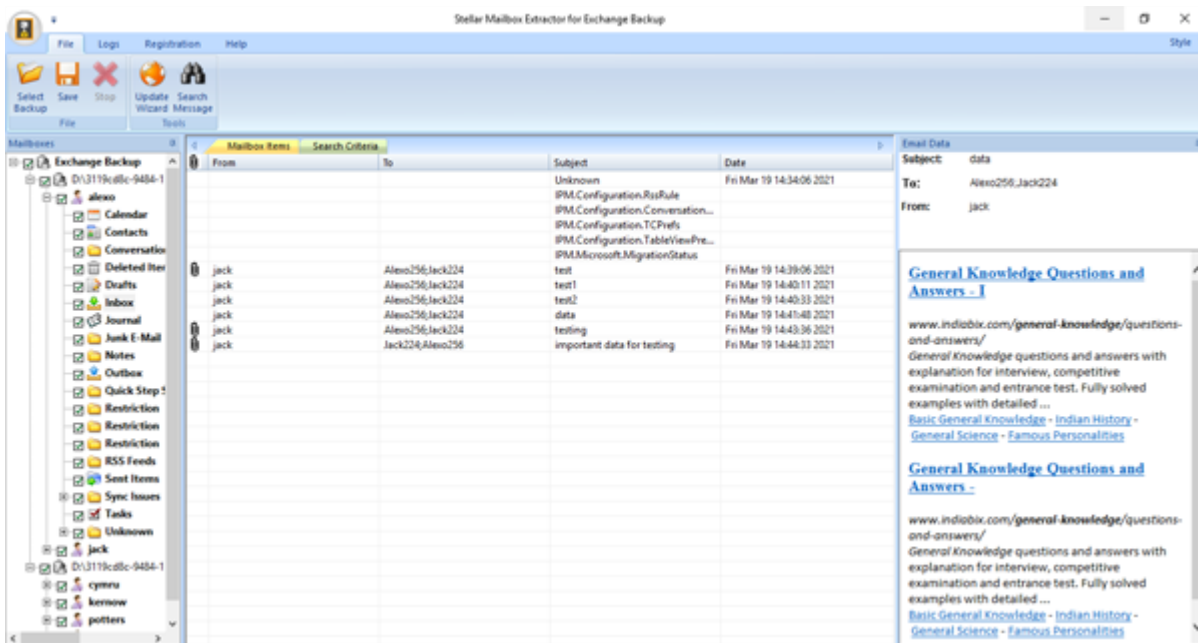 Stellar Mailbox Extractor for Exchange Backup
File Logs Registration Help Style
Select Backup
Save
Stop
Update Wizard
Search Message
File
Tools
Mailboxes
Exchange Backup
D:\3119cd8c-9484-1
alexo
Calendar
Contacts
Conversation
Deleted Iter
Drafts
Inbox
Journal
Junk E-Mail
Notes
Outbox
Quick Step S
Restriction
Restriction
Restriction
RSS Feeds
Sent Items
Sync Issues
Tasks
Unknown
jack
D:\3119cd8c-9484-1
cymru
kernow
potters
Mailbox Items Search Criteria
From To Subject Date
Unknown Fri Mar 19 14:34:06 2021
IPM.Configuration.RssRule
IPM.Configuration.Conversation...
IPM.Configuration.TCPrefs
IPM.Configuration.TableViewPre...
IPM.Microsoft.MigrationStatus
jack Alexo256;Jack224 test Fri Mar 19 14:39:06 2021
jack Alexo256;Jack224 test1 Fri Mar 19 14:40:11 2021
jack Alexo256;Jack224 test2 Fri Mar 19 14:40:33 2021
jack Alexo256;Jack224 data Fri Mar 19 14:41:48 2021
jack Alexo256;Jack224 testing Fri Mar 19 14:43:36 2021
jack Jack224;Alexo256 important data for testing Fri Mar 19 14:44:33 2021
Email Data
Subject: data
To: Alexo256;Jack224
From: jack
General Knowledge Questions and
Answers - I
www.indiabix.com/general-knowledge/questions-
and-answers/
General Knowledge questions and answers with
explanation for interview, competitive
examination and entrance test. Fully solved
examples with detailed ...
Basic General Knowledge - Indian History -
General Science - Famous Personalities
General Knowledge Questions and
Answers -
www.indiabix.com/general-knowledge/questions-
and-answers/
General Knowledge questions and answers with
explanation for interview, competitive
examination and entrance test. Fully solved
examples with detailed ...
Basic General Knowledge - Indian History -
General Science - Famous Personalities